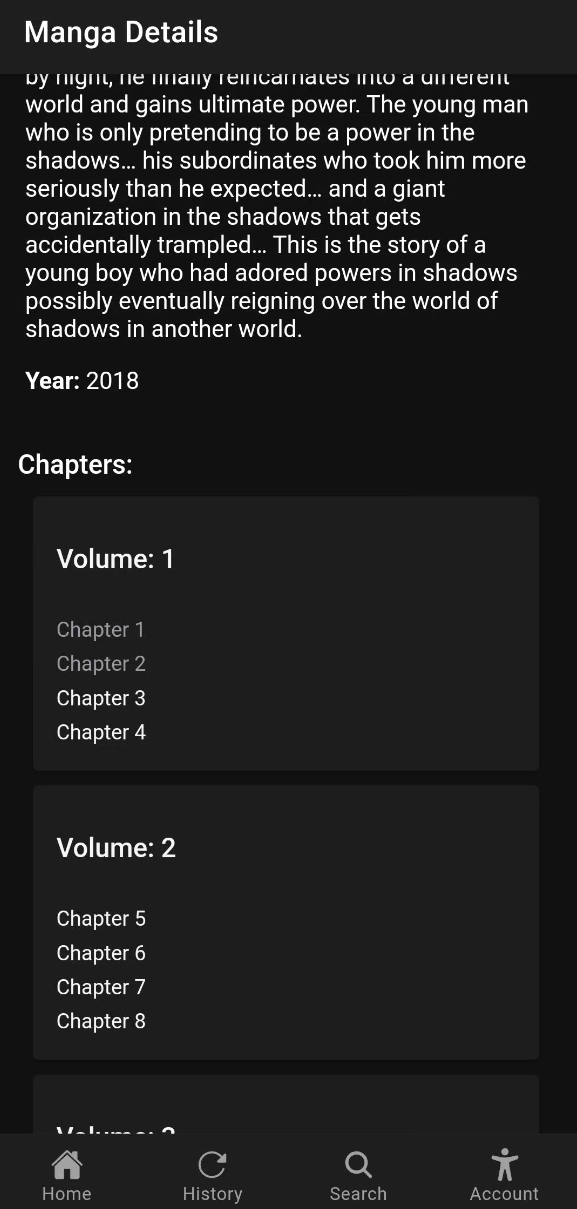 Manga Details
by night, he finally reincarnates into a different
world and gains ultimate power. The young man
who is only pretending to be a power in the
shadows... his subordinates who took him more
seriously than he expected... and a giant
organization in the shadows that gets
accidentally trampled... This is the story of a
young boy who had adored powers in shadows
possibly eventually reigning over the world of
shadows in another world.
Year: 2018
Chapters:
Volume: 1
Chapter 1
Chapter 2
Chapter 3
Chapter 4
Volume: 2
Chapter 5
Chapter 6
Chapter 7
Chapter 8
Volume: 3
Home
History
Search
Account